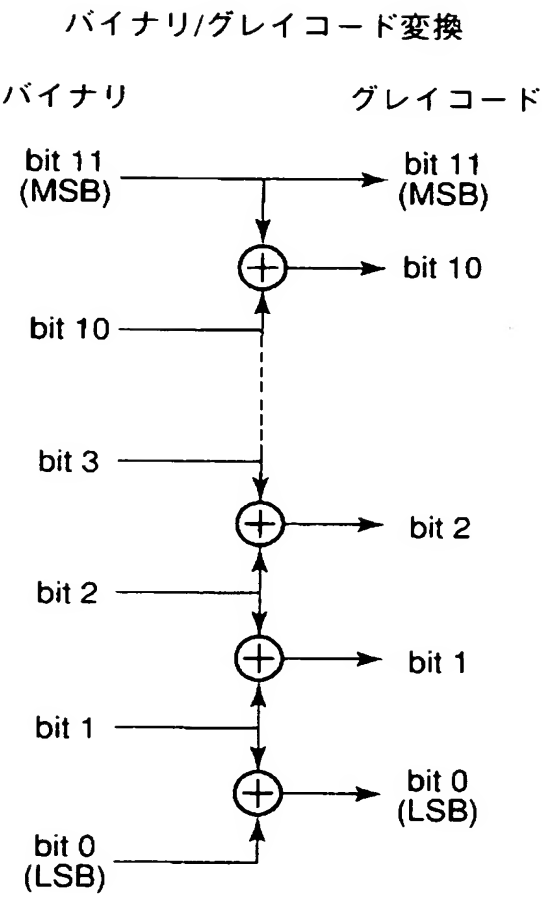 バイナリ/グレイコード変換
バイナリ
グレイコード
bit 11
(MSB)
bit 11
(MSB)
bit 10
bit 10
bit 3
bit 2
bit 2
bit 1
bit 1
bit 0
(LSB)
bit 0
(LSB)